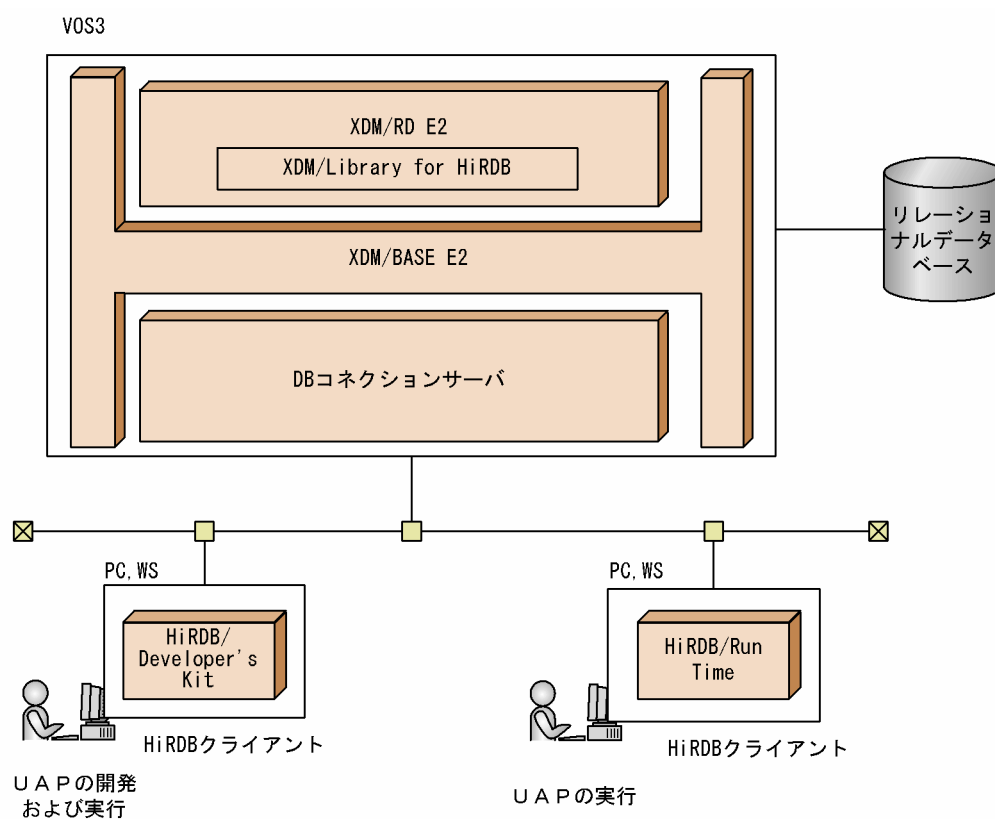 VOS3
XDM/RD E2
XDM/Library for HiRDB
XDM/BASE E2
DBコネクションサーバ
リレーショ
ナルデータ
ベース
PC,WS
HiRDB/
Developer's
Kit
HiRDBクライアント
UAPの開発
および実行
PC,WS
HiRDB/Run
Time
HiRDBクライアント
UAPの実行